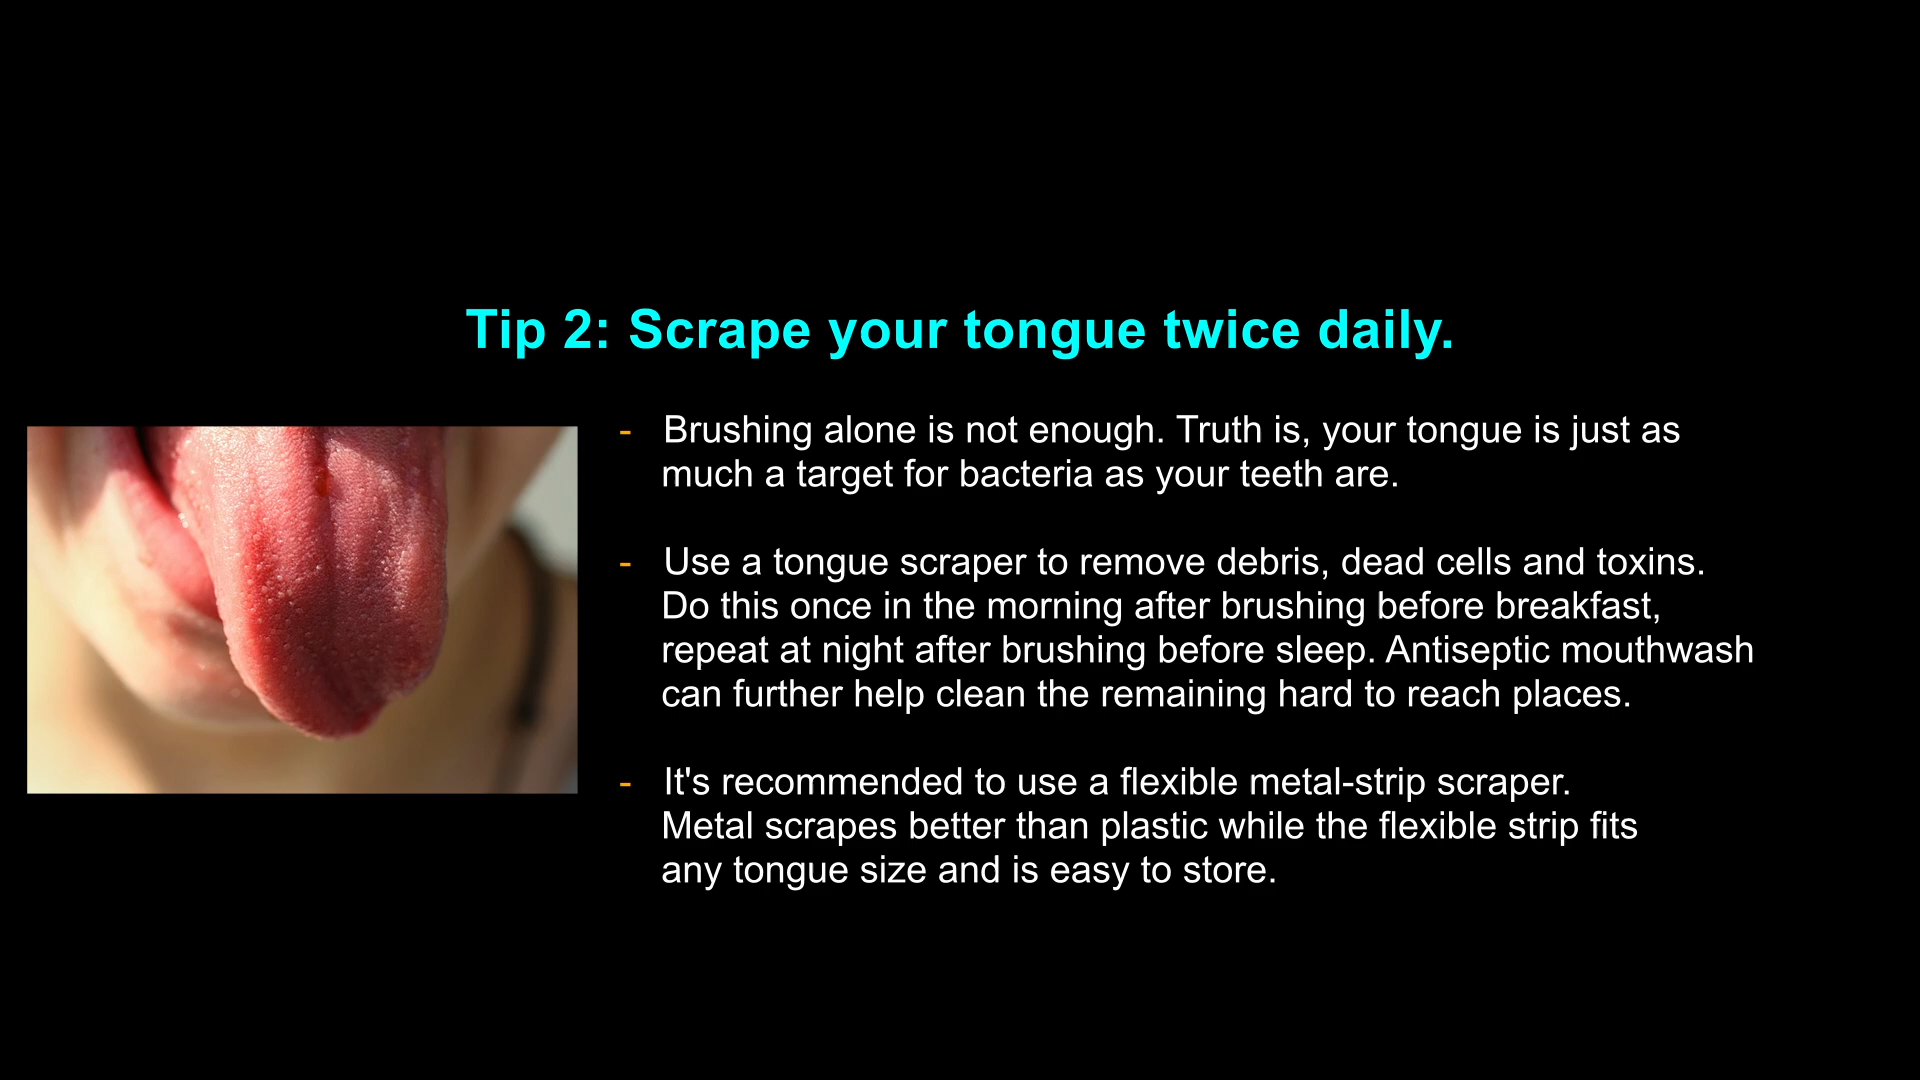 Tip 2: Scrape your tongue twice daily.
- Brushing alone is not enough. Truth is, your tongue is just as
much a target for bacteria as your teeth are.
- Use a tongue scraper to remove debris, dead cells and toxins.
Do this once in the morning after brushing before breakfast,
repeat at night after brushing before sleep. Antiseptic mouthwash
can further help clean the remaining hard to reach places.
- It's recommended to use a flexible metal-strip scraper.
Metal scrapes better than plastic while the flexible strip fits
any tongue size and is easy to store.